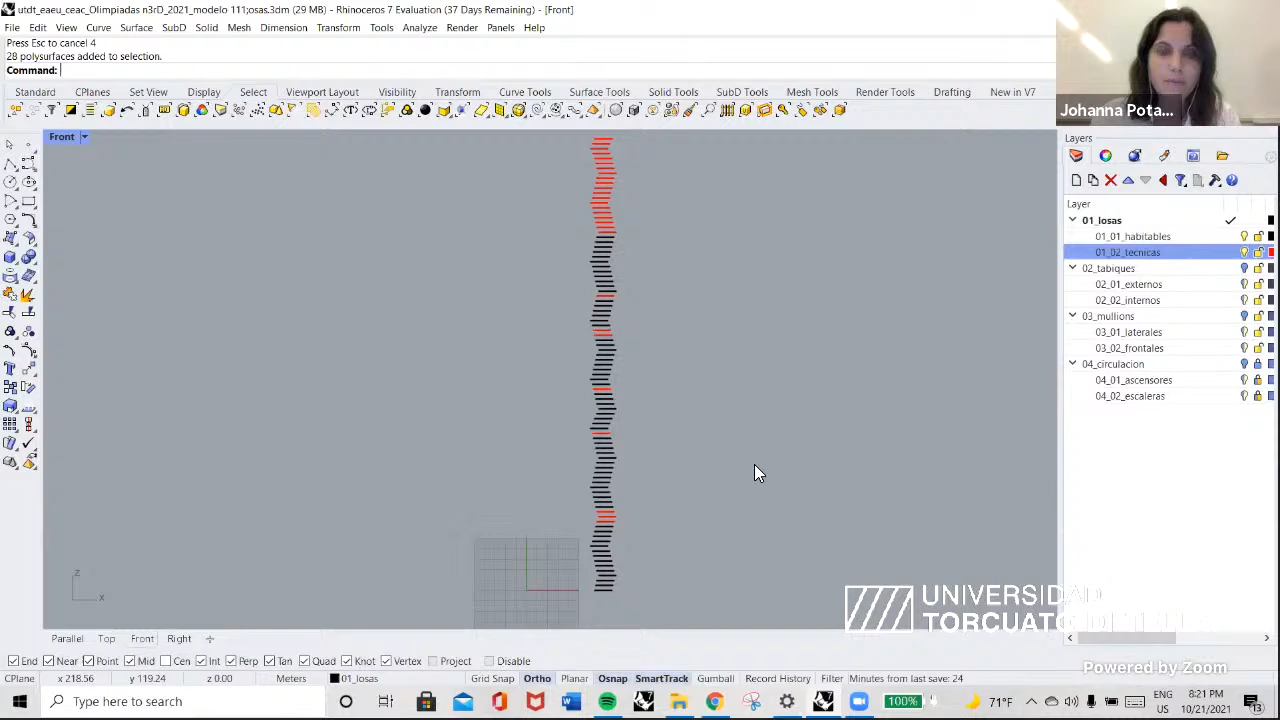 utdt_eaeu_ceac_Olimpiadas n3rD_2021_modelo 111;osas.3dm (29 MB) - Rhinoceros 7 Evaluation (37 Days Remaining) - [Front]
File Edit View Curve Surface SubD Solid Mesh Dimension Transform Tools Analyze Render Panels Help
Press Esc to cancel 4
28 polysurfaces added to selection.
Command:
Standard CPlanes Set View Display Select Viewport Layout Visibility Transform Curve Tools Surface Tools Solid Tools SubD Tools Mesh Tools Render Tools Drafting New in V7
Johanna Pota...
Front
Layers
Layer
01_losas
01_01_habitables
01_02_tecnicas
02_tabiques
02_01_externos
02_02_internos
03_mullions
03_01_laterales
03_02_frontales
04_circulacion
04_01_ascensores
04_02_escaleras
z
x
UNIVERSIDAD
TORCUATO DI TELLA
Parallel Top Front Right
End Near Point Mid Cen Int Perp Tan Quad Knot Vertex Project Disable
Powered by Zoom
CPlane x 218.56 y 119.24 z 0.00 Meters 01_losas Grid Snap Ortho Planar Osnap SmartTrack Gumball Record History Filter Minutes from last save: 24
Type here to search
100%
71°F
ENG
US
8:21 PM
10/21/2021
13